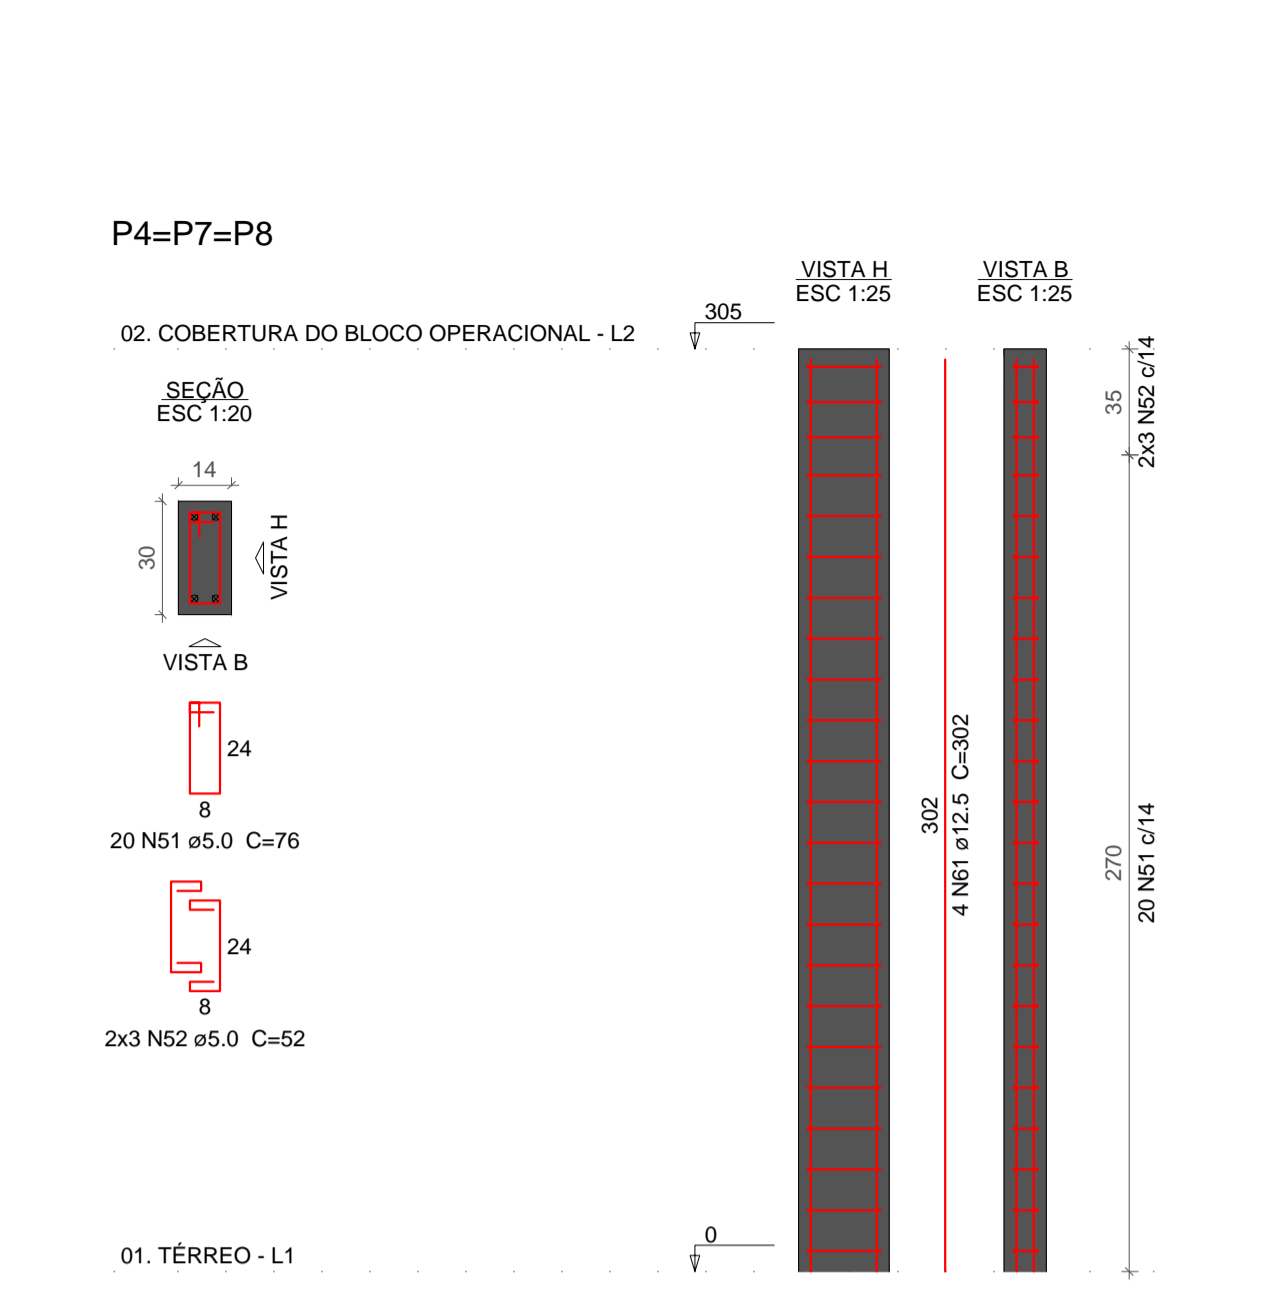 P4=P7=P8
VISTA H
ESC 1:25
VISTA B
ESC 1:25
305
02. COBERTURA DO BLOCO OPERACIONAL - L2
SEÇÃO
ESC 1:20
14
30
VISTA H
VISTA B
24
8
20 N51 ø5.0 C=76
24
8
2x3 N52 ø5.0 C=52
302
4 N61 ø12.5 C=302
35
2x3 N52 c/14
270
20 N51 c/14
0
01. TÉRREO - L1